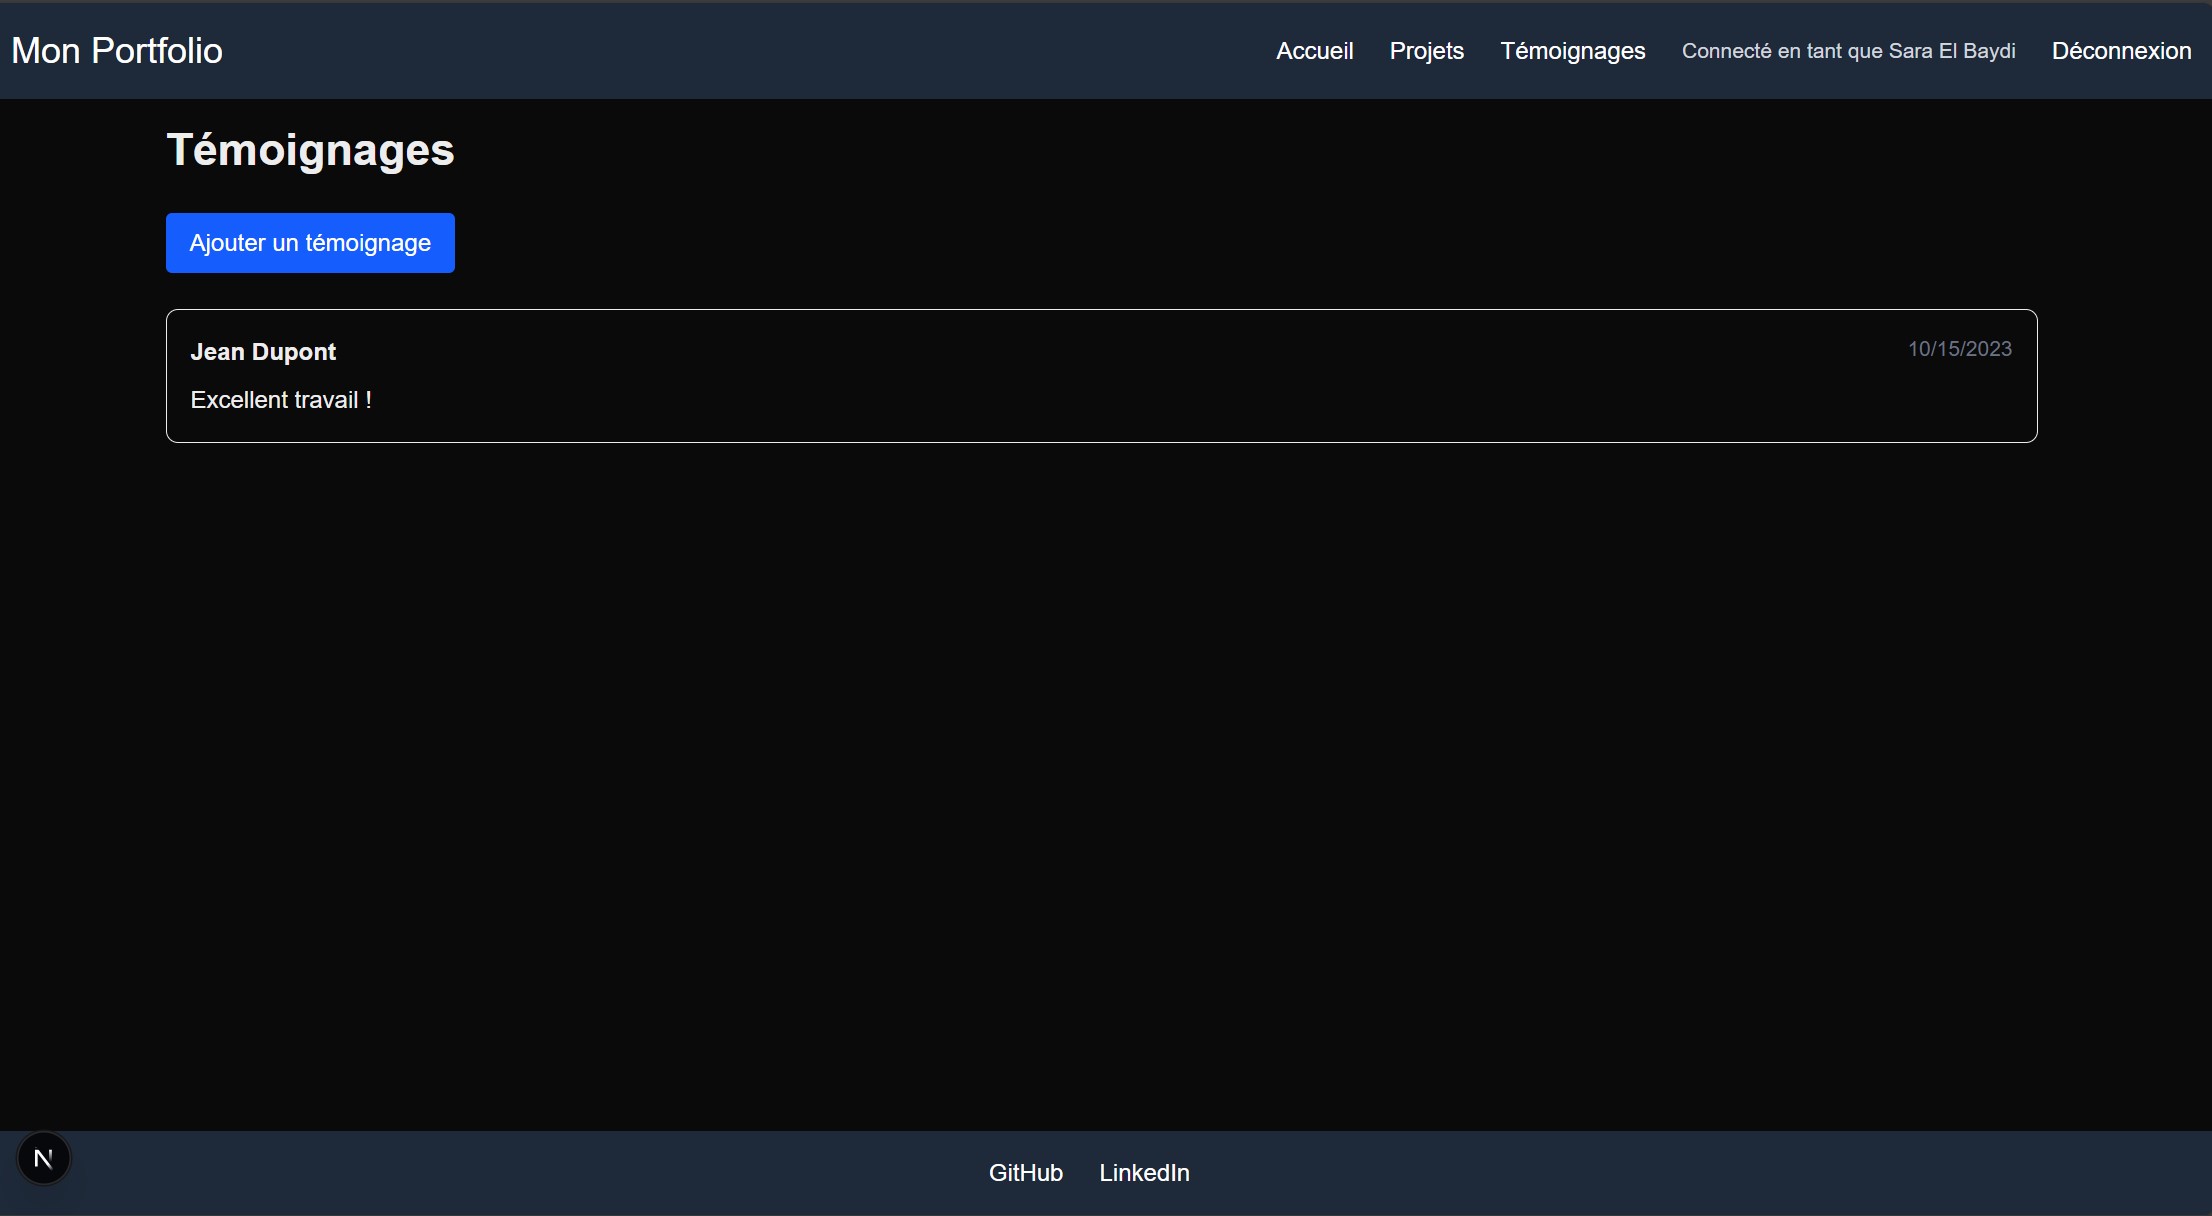 Mon Portfolio
Accueil Projets Témoignages Connecté en tant que Sara El Baydi Déconnexion
Témoignages
Ajouter un témoignage
Jean Dupont 10/15/2023
Excellent travail !
N
GitHub LinkedIn